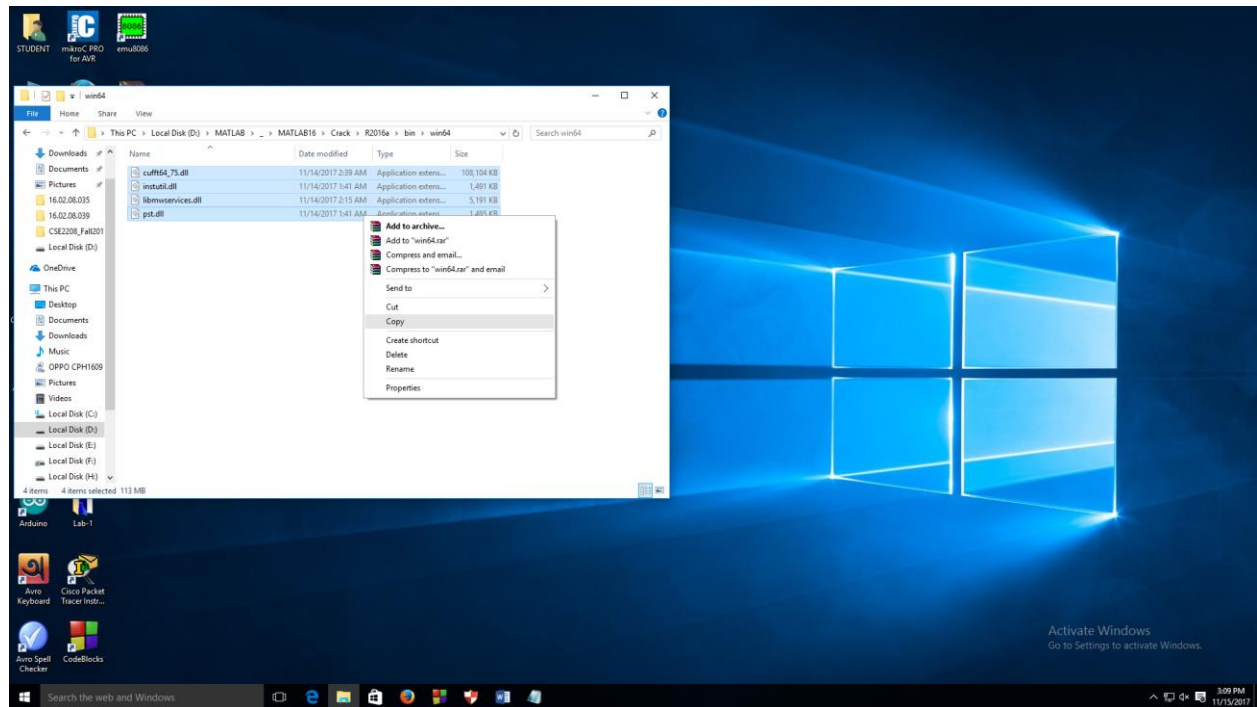 STUDENT
mikroC PRO for AVR
emu8086
win64
File Home Share View
This PC > Local Disk (D:) > MATLAB > _ > MATLAB16 > Crack > R2016a > bin > win64
Search win64
Downloads
Documents
Pictures
16.02.08.035
16.02.08.039
CSE2208_Fall201
Local Disk (D:)
OneDrive
This PC
Desktop
Documents
Downloads
Music
OPPO CPH1609
Pictures
Videos
Local Disk (C:)
Local Disk (D:)
Local Disk (E:)
Local Disk (F:)
Local Disk (H:)
Name Date modified Type Size
cufft64_75.dll 11/14/2017 2:39 AM Application extens... 108,104 KB
instutil.dll 11/14/2017 1:41 AM Application extens... 1,491 KB
libmwservices.dll 11/14/2017 2:15 AM Application extens... 5,191 KB
pst.dll 11/14/2017 1:41 AM Application extens... 1,495 KB
Add to archive...
Add to "win64.rar"
Compress and email...
Compress to "win64.rar" and email
Send to
Cut
Copy
Create shortcut
Delete
Rename
Properties
4 items 4 items selected 113 MB
Arduino
Lab-1
Avro Keyboard
Cisco Packet Tracer Instr...
Avro Spell Checker
CodeBlocks
Activate Windows
Go to Settings to activate Windows.
Search the web and Windows
3:09 PM
11/15/2017